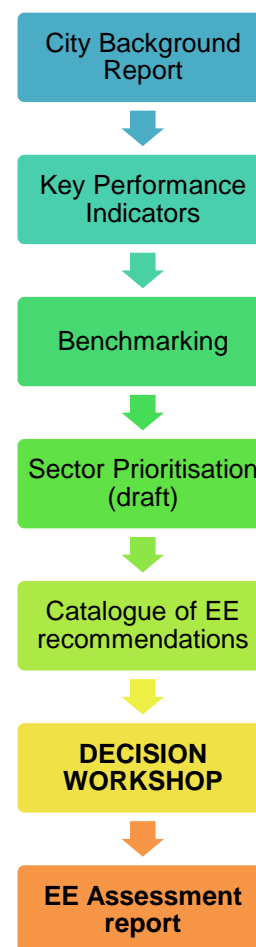 City Background
Report
Key Performance
Indicators
Benchmarking
Sector Prioritisation
(draft)
Catalogue of EE
recommendations
DECISION
WORKSHOP
EE Assessment
report